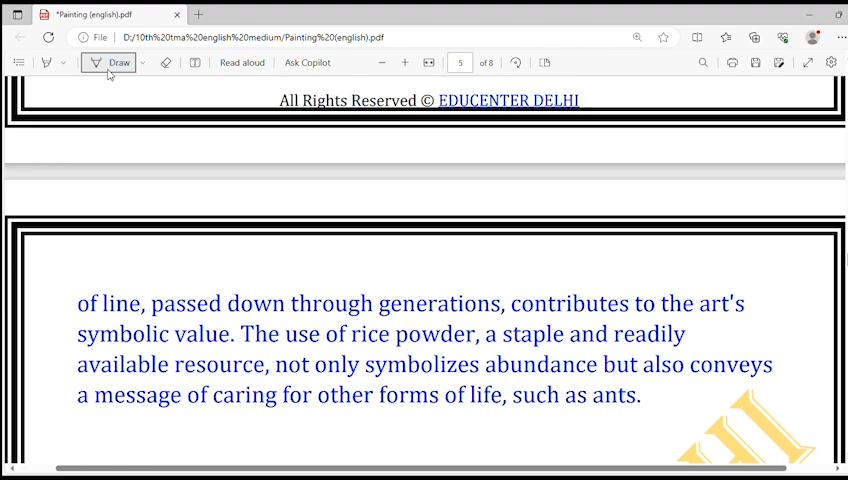 *Painting (english).pdf
File D:/10th%20tma%20english%20medium/Painting%20(english).pdf
Draw Read aloud Ask Copilot 5 of 8
All Rights Reserved © EDUCENTER DELHI
of line, passed down through generations, contributes to the art's
symbolic value. The use of rice powder, a staple and readily
available resource, not only symbolizes abundance but also conveys
a message of caring for other forms of life, such as ants.